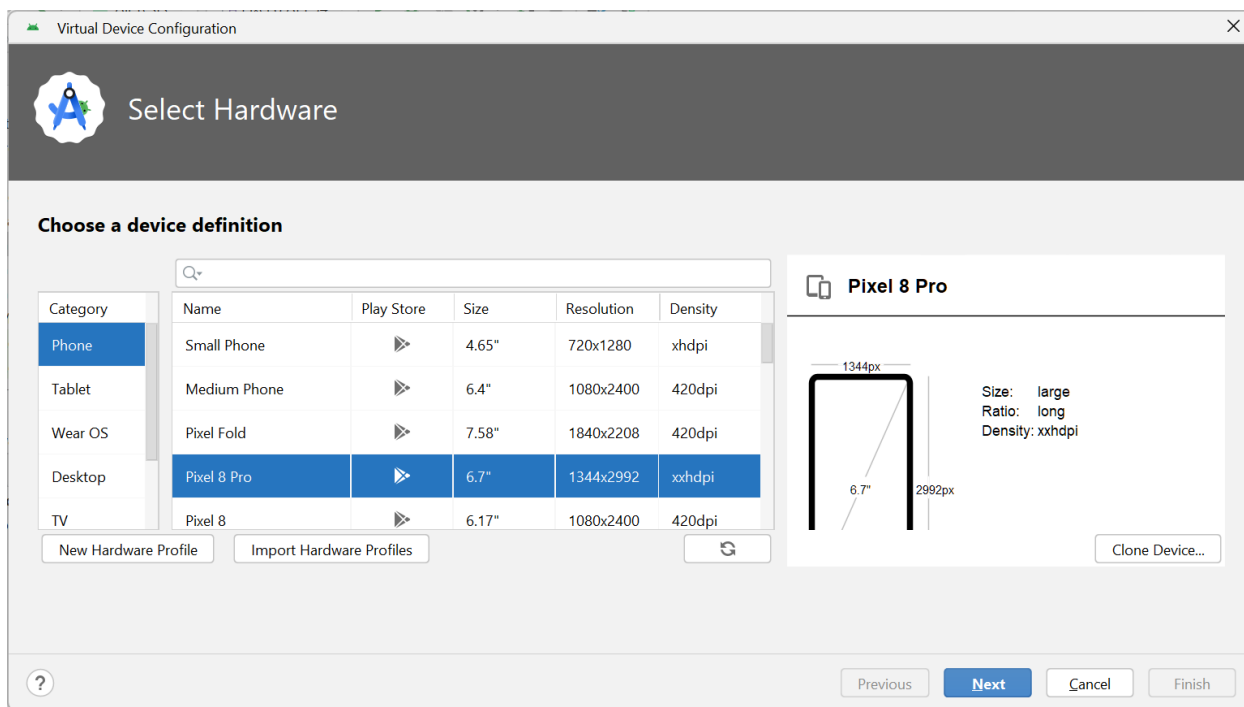 Virtual Device Configuration
Select Hardware
Choose a device definition
Category
Phone
Tablet
Wear OS
Desktop
TV
Name Play Store Size Resolution Density
Small Phone 4.65" 720x1280 xhdpi
Medium Phone 6.4" 1080x2400 420dpi
Pixel Fold 7.58" 1840x2208 420dpi
Pixel 8 Pro 6.7" 1344x2992 xxhdpi
Pixel 8 6.17" 1080x2400 420dpi
New Hardware Profile Import Hardware Profiles
Pixel 8 Pro
1344px
Size: large
Ratio: long
Density: xxhdpi
6.7" 2992px
Clone Device...
? Previous Next Cancel Finish